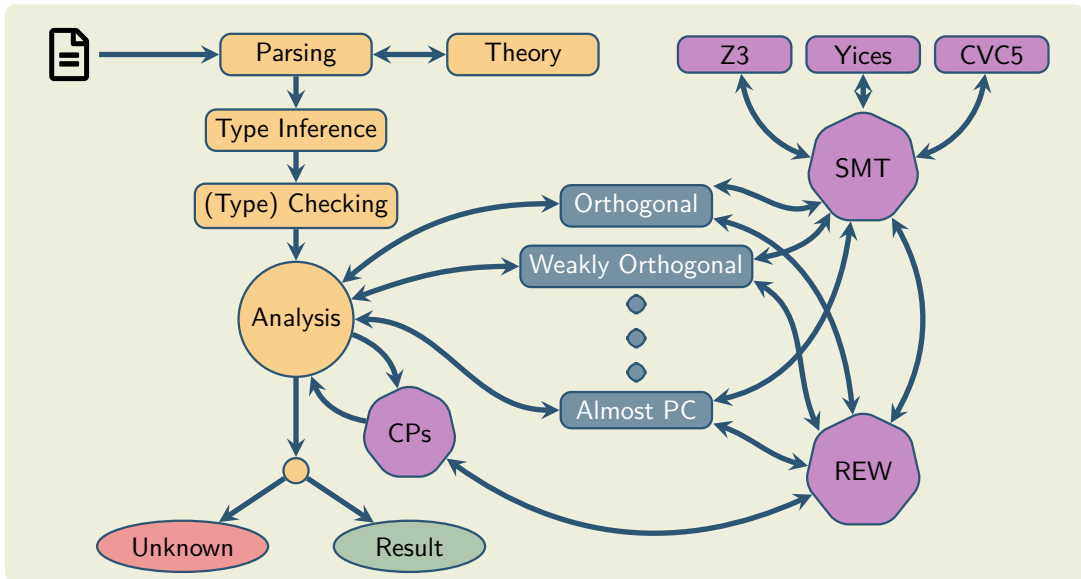 Parsing
Theory
Z3
Yices
CVC5
Type Inference
SMT
(Type) Checking
Orthogonal
Weakly Orthogonal
Analysis
Almost PC
CPs
REW
Unknown
Result